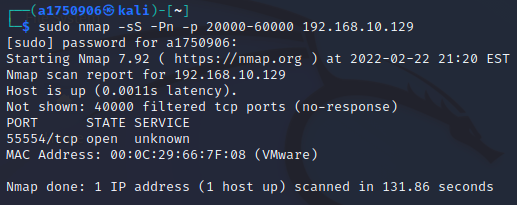 ┌──(a1750906㉿kali)-[~]
└─$ sudo nmap -sS -Pn -p 20000-60000 192.168.10.129
[sudo] password for a1750906:
Starting Nmap 7.92 ( https://nmap.org ) at 2022-02-22 21:20 EST
Nmap scan report for 192.168.10.129
Host is up (0.0011s latency).
Not shown: 40000 filtered tcp ports (no-response)
PORT      STATE SERVICE
55554/tcp open  unknown
MAC Address: 00:0C:29:66:7F:08 (VMware)

Nmap done: 1 IP address (1 host up) scanned in 131.86 seconds